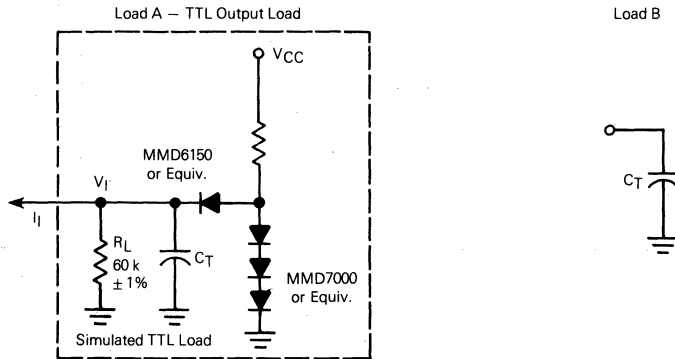 Load A — TTL Output Load
Load B
VCC
MMD6150
or Equiv.
VI
II
RL
60 k
± 1%
CT
MMD7000
or Equiv.
Simulated TTL Load
CT